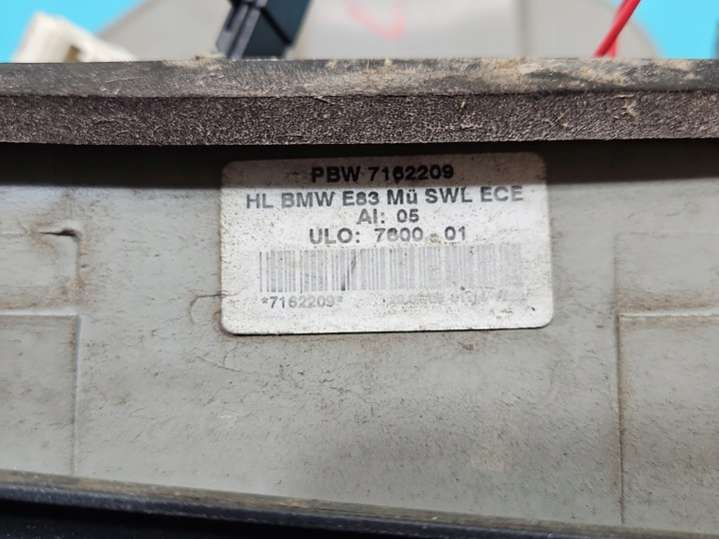 PBW 7162209
HL BMW E83 Mü SWL ECE
AI: 05
ULO: 7600-01
*7162209*